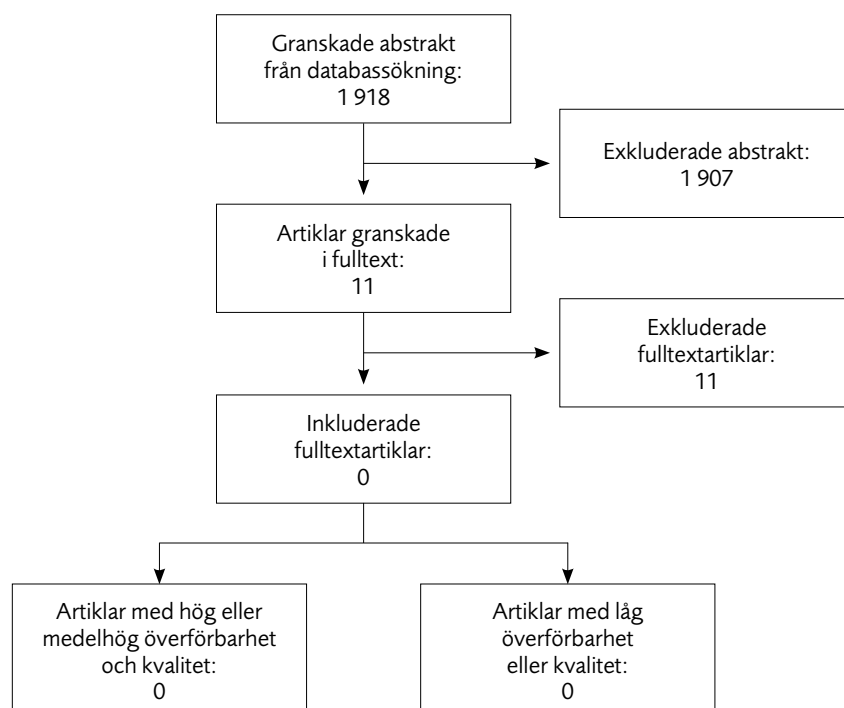 Granskade abstrakt
från databassökning:
1 918
Exkluderade abstrakt:
1 907
Artiklar granskade
i fulltext:
11
Exkluderade
fulltextartiklar:
11
Inkluderade
fulltextartiklar:
0
Artiklar med hög eller
medelhög överförbarhet
och kvalitet:
0
Artiklar med låg
överförbarhet
eller kvalitet:
0